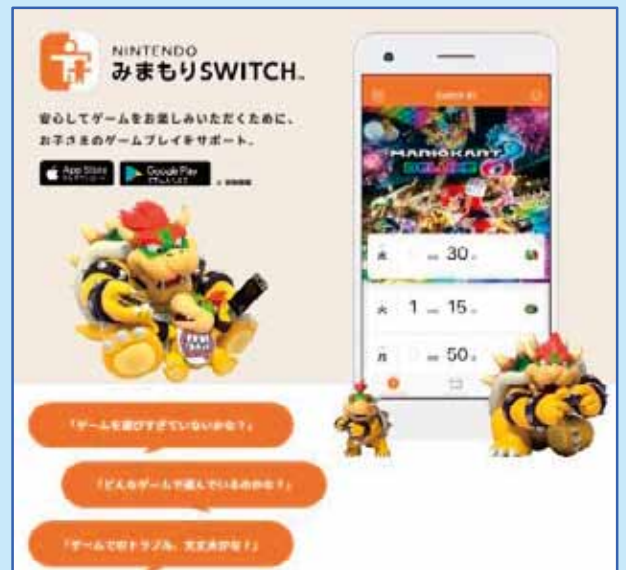 NINTENDO
みまもりSWITCH
安心してゲームをお楽しみいただくために、
お子さまのゲームプレイをサポート。
App Store
Google Play
MARIOKART
8
水 30
火 1 15
月 50
「ゲームを遊びすぎていないかな？」
「どんなゲームで遊んでいるのかな？」
「ゲームでのトラブル、大丈夫かな？」